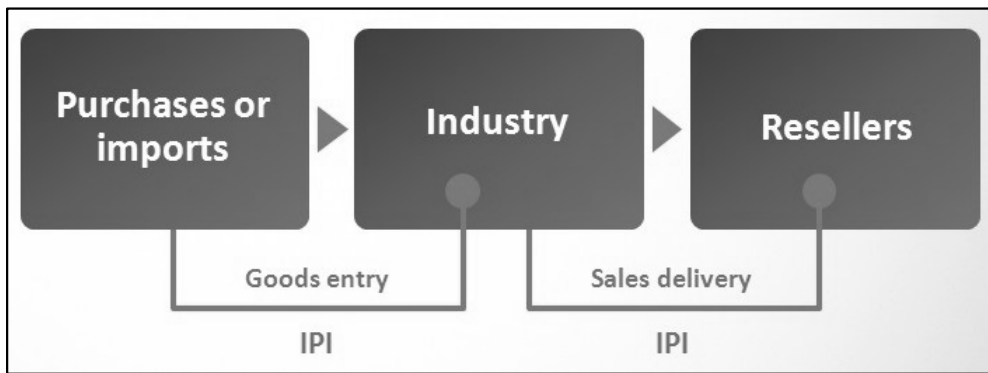 Purchases or
imports
Industry
Resellers
Goods entry
Sales delivery
IPI
IPI